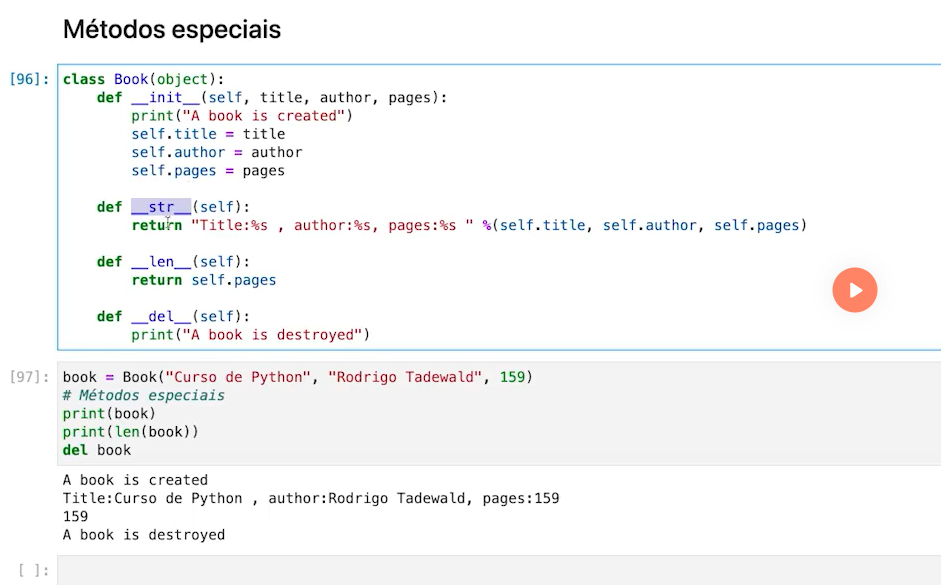 Métodos especiais
[96]: class Book(object):
    def __init__(self, title, author, pages):
        print("A book is created")
        self.title = title
        self.author = author
        self.pages = pages
    def __str__(self):
        return "Title:%s , author:%s, pages:%s " %(self.title, self.author, self.pages)
    def __len__(self):
        return self.pages
    def __del__(self):
        print("A book is destroyed")
[97]: book = Book("Curso de Python", "Rodrigo Tadewald", 159)
# Métodos especiais
print(book)
print(len(book))
del book
A book is created
Title:Curso de Python , author:Rodrigo Tadewald, pages:159
159
A book is destroyed
[ ]: